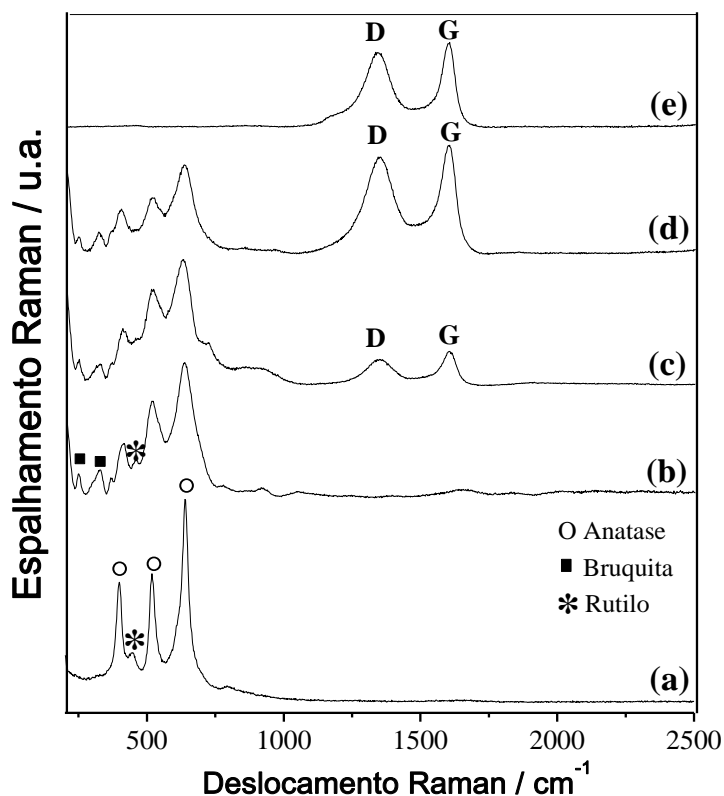 Espalhamento Raman / u.a.
D G
(e)
D G
(d)
D G
(c)
(b)
O Anatase
■ Bruquita
✻ Rutilo
(a)
500 1000 1500 2000 2500
Deslocamento Raman / cm⁻¹